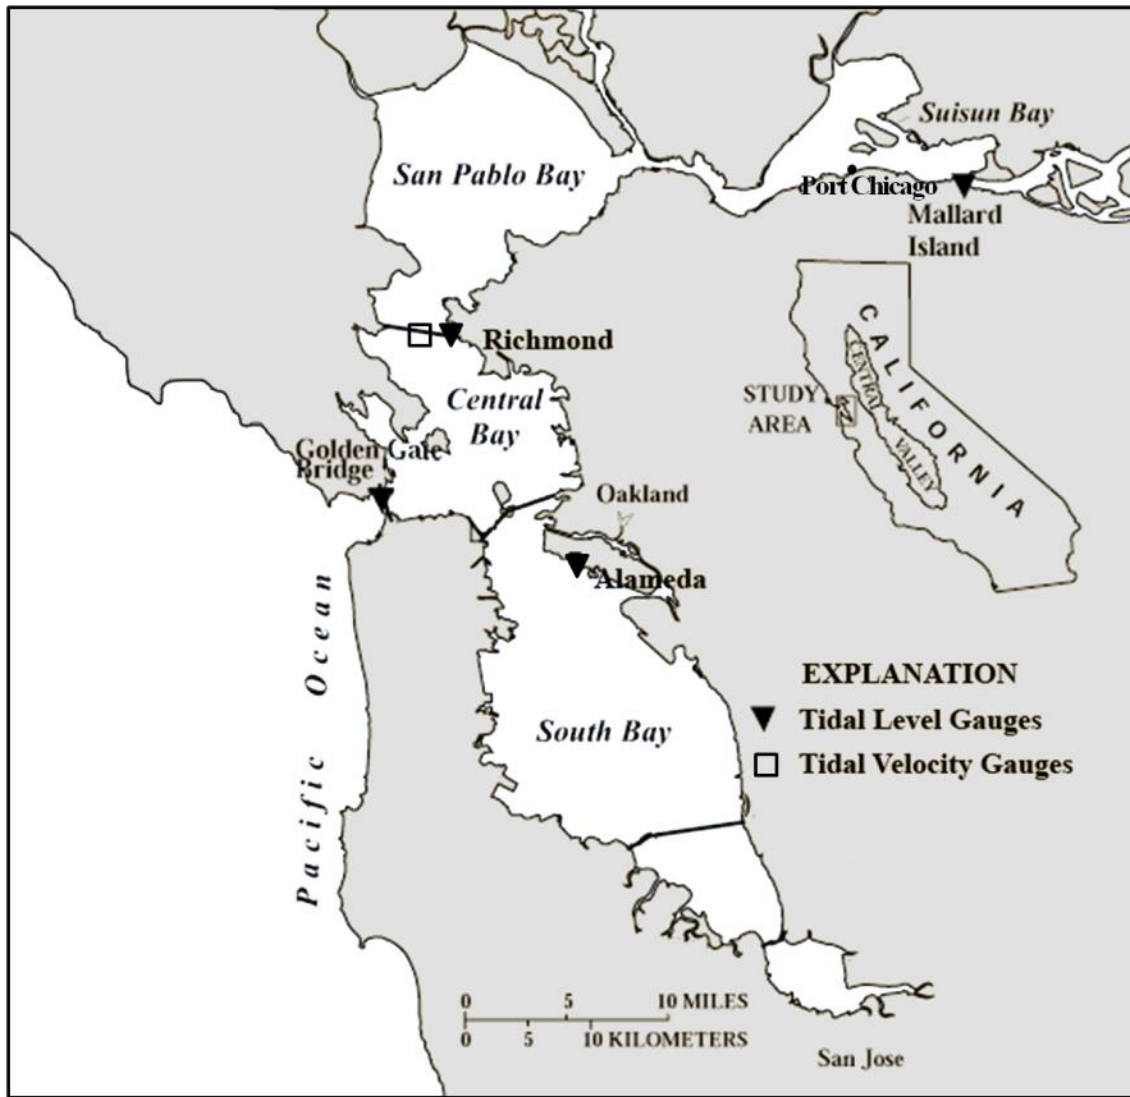 Suisun Bay
San Pablo Bay
Port Chicago
Mallard
Island
Richmond
CALIFORNIA
CENTRAL
VALLEY
STUDY
AREA
Central
Bay
Golden Gate
Bridge
Oakland
Alameda
Pacific Ocean
South Bay
EXPLANATION
Tidal Level Gauges
Tidal Velocity Gauges
0 5 10 MILES
0 5 10 KILOMETERS
San Jose